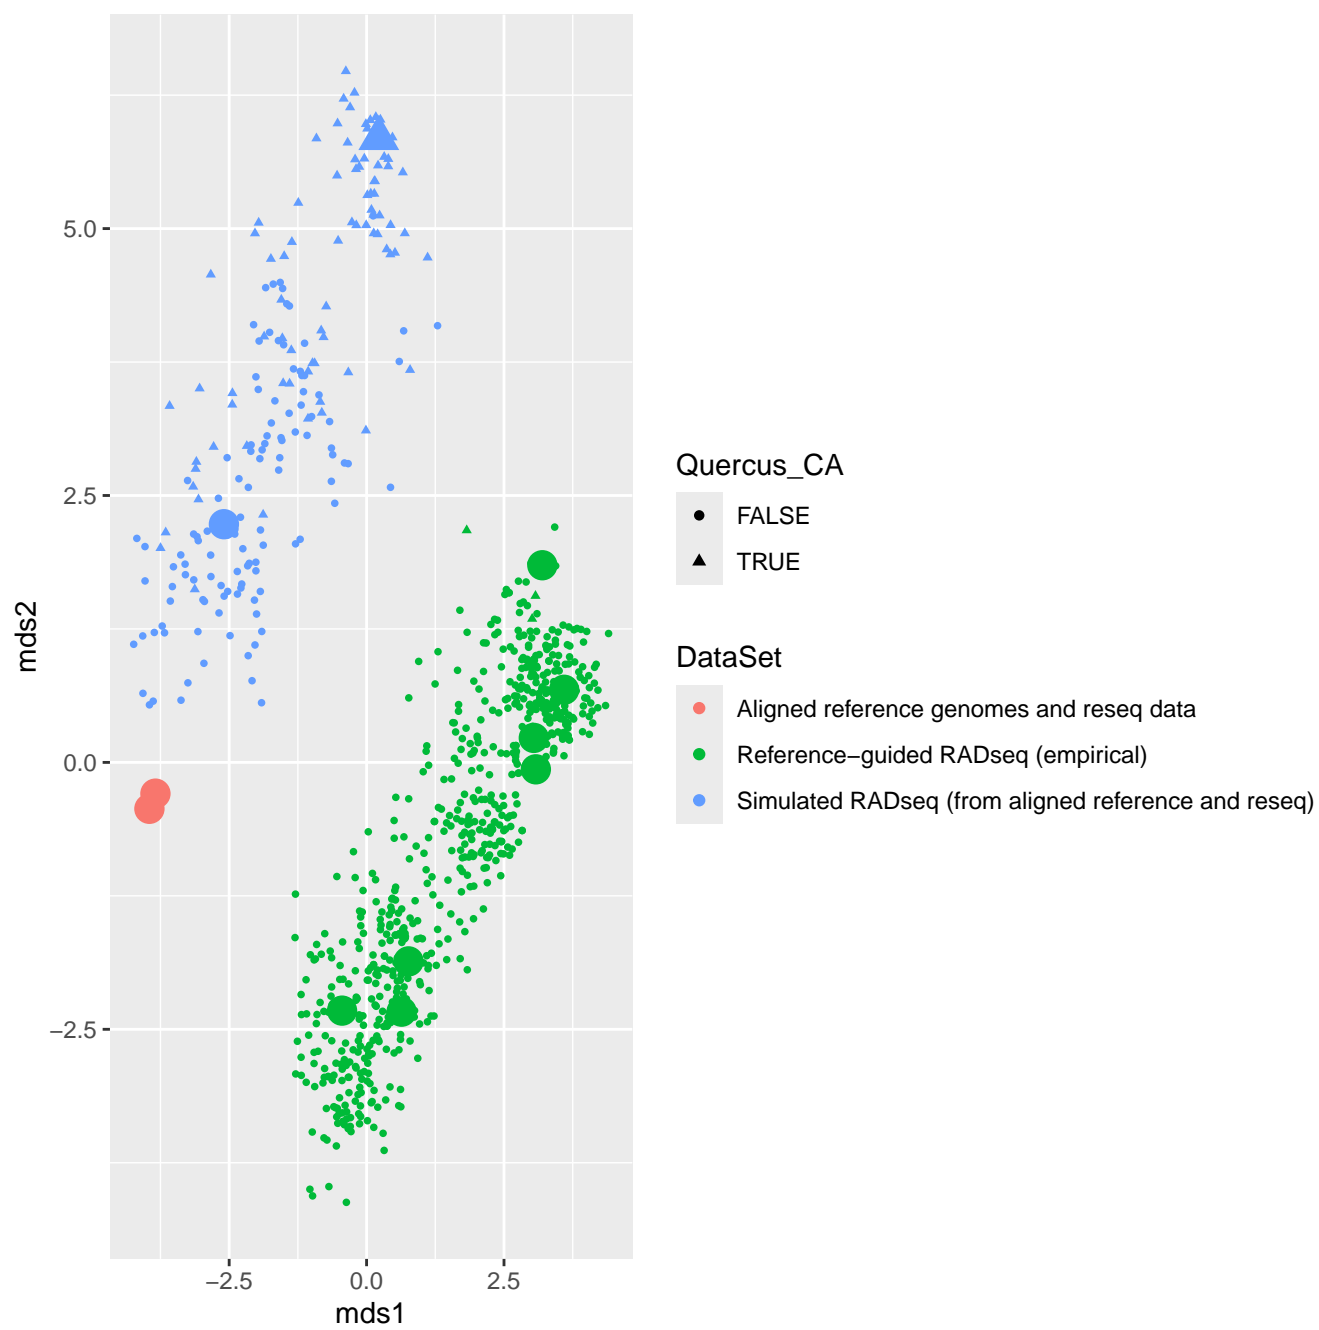 5.0
2.5
0.0
−2.5
mds2
−2.5
0.0
2.5
mds1
Quercus_CA
FALSE
TRUE
DataSet
Aligned reference genomes and reseq data
Reference−guided RADseq (empirical)
Simulated RADseq (from aligned reference and reseq)